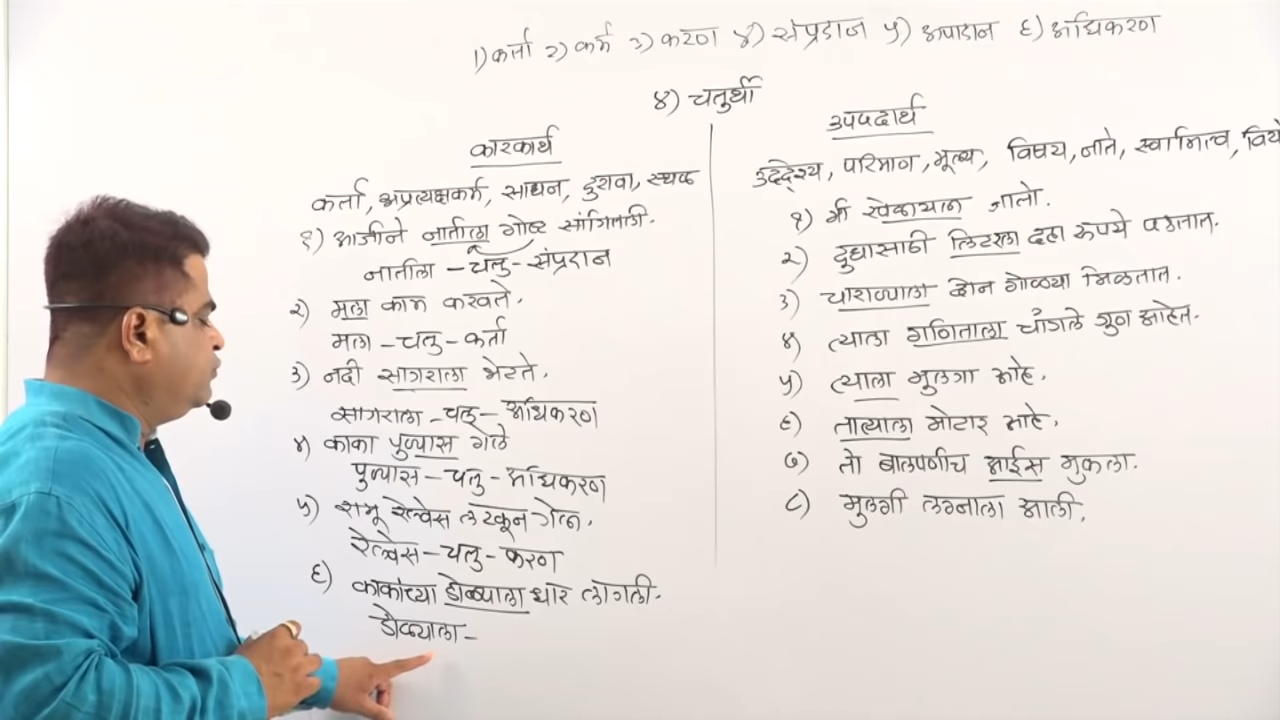 १) कर्ता २) कर्म ३) करण ४) संप्रदान ५) अपादान ६) अधिकरण
४) चतुर्थी
कारकार्थ
कर्ता, अप्रत्यक्षकर्म, साधन, दुरावा, स्थळ
१) आजीने नातीला गोष्ट सांगितली.
नातीला - चतु - संप्रदान
२) मला काम करवते.
मला - चतु - कर्ता
३) नदी सागराला भेटते.
सागराला - चतु - अधिकरण
४) काका पुण्यास गेले
पुण्यास - चतु - अधिकरण
५) रामू रेल्वेस लटकून गेला.
रेल्वेस - चतु - करण
६) काकांच्या डोळ्याला धार लागली.
डोळ्याला -
उपपदार्थ
उद्देश्य, परिमाण, मूल्य, विषय, नाते, स्वामित्व,
१) मी खेळायला जातो.
२) दुधासाठी लिटरला दहा रुपये पडतात.
३) चाराण्याला दोन गोळ्या मिळतात.
४) त्याला गणिताला चांगले गुण आहेत.
५) त्याला मुलगा आहे.
६) तात्याला मोटार आहे.
७) तो बालपणीच आईस मुकला.
८) मुलगी लग्नाला आली.